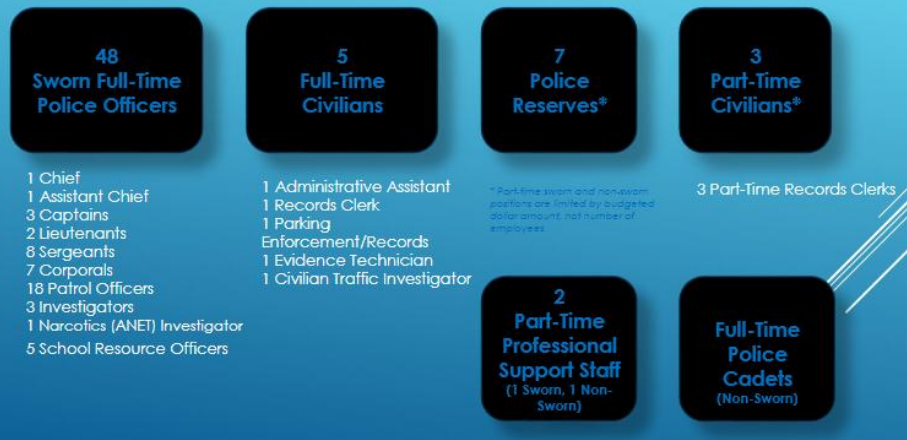 48
Sworn Full-Time
Police Officers
5
Full-Time
Civilians
7
Police
Reserves*
3
Part-Time
Civilians*
1 Chief
1 Assistant Chief
3 Captains
2 Lieutenants
8 Sergeants
7 Corporals
18 Patrol Officers
3 Investigators
1 Narcotics (ANET) Investigator
5 School Resource Officers
1 Administrative Assistant
1 Records Clerk
1 Parking
Enforcement/Records
1 Evidence Technician
1 Civilian Traffic Investigator
* Part-time sworn and non-sworn
positions are limited by budgeted
dollar amount, not number of
employees
3 Part-Time Records Clerks
2
Part-Time
Professional
Support Staff
(1 Sworn, 1 Non-
Sworn)
Full-Time
Police
Cadets
(Non-Sworn)